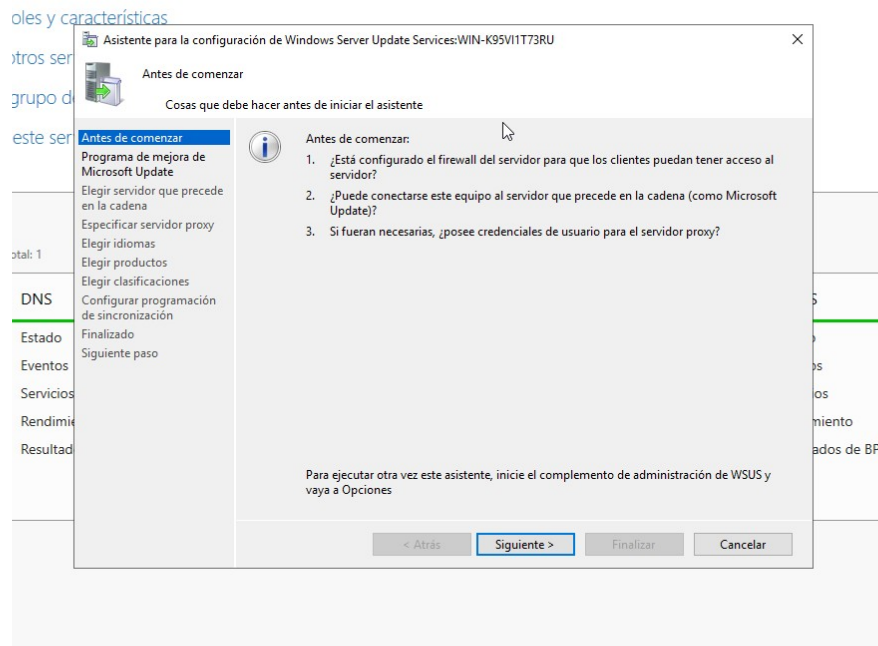 oles y características
otros ser
grupo d
este ser
Asistente para la configuración de Windows Server Update Services:WIN-K95VI1T73RU
Antes de comenzar
Cosas que debe hacer antes de iniciar el asistente
Antes de comenzar
Programa de mejora de
Microsoft Update
Elegir servidor que precede
en la cadena
Especificar servidor proxy
Elegir idiomas
Elegir productos
Elegir clasificaciones
Configurar programación
de sincronización
Finalizado
Siguiente paso
Antes de comenzar:
1. ¿Está configurado el firewall del servidor para que los clientes puedan tener acceso al
servidor?
2. ¿Puede conectarse este equipo al servidor que precede en la cadena (como Microsoft
Update)?
3. Si fueran necesarias, ¿posee credenciales de usuario para el servidor proxy?
Para ejecutar otra vez este asistente, inicie el complemento de administración de WSUS y
vaya a Opciones
< Atrás
Siguiente >
Finalizar
Cancelar
otal: 1
DNS
Estado
Eventos
Servicios
Rendimie
Resultad
S
os
ios
miento
ados de BP